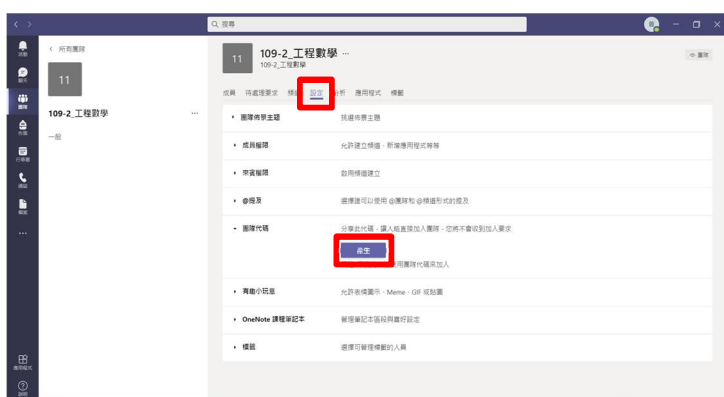 搜尋
活動
聊天
團隊
作業
行事曆
通話
檔案
應用程式
說明
所有團隊
11
109-2_工程數學
一般
11
109-2_工程數學
109-2_工程數學
團隊
成員 待處理要求 設定 分析 應用程式 標籤
團隊佈景主題 挑選佈景主題
成員權限 允許建立頻道、新增應用程式等等
來賓權限 啟用頻道建立
@提及 選擇誰可以使用 @團隊和 @頻道形式的提及
團隊代碼 分享此代碼，讓人能直接加入團隊，您將不會收到加入要求
產生
使用團隊代碼來加入
有趣小玩意 允許表情圖示、Meme、GIF 或貼圖
OneNote 課程筆記本 管理筆記本區段與喜好設定
標籤 選擇可管理標籤的人員